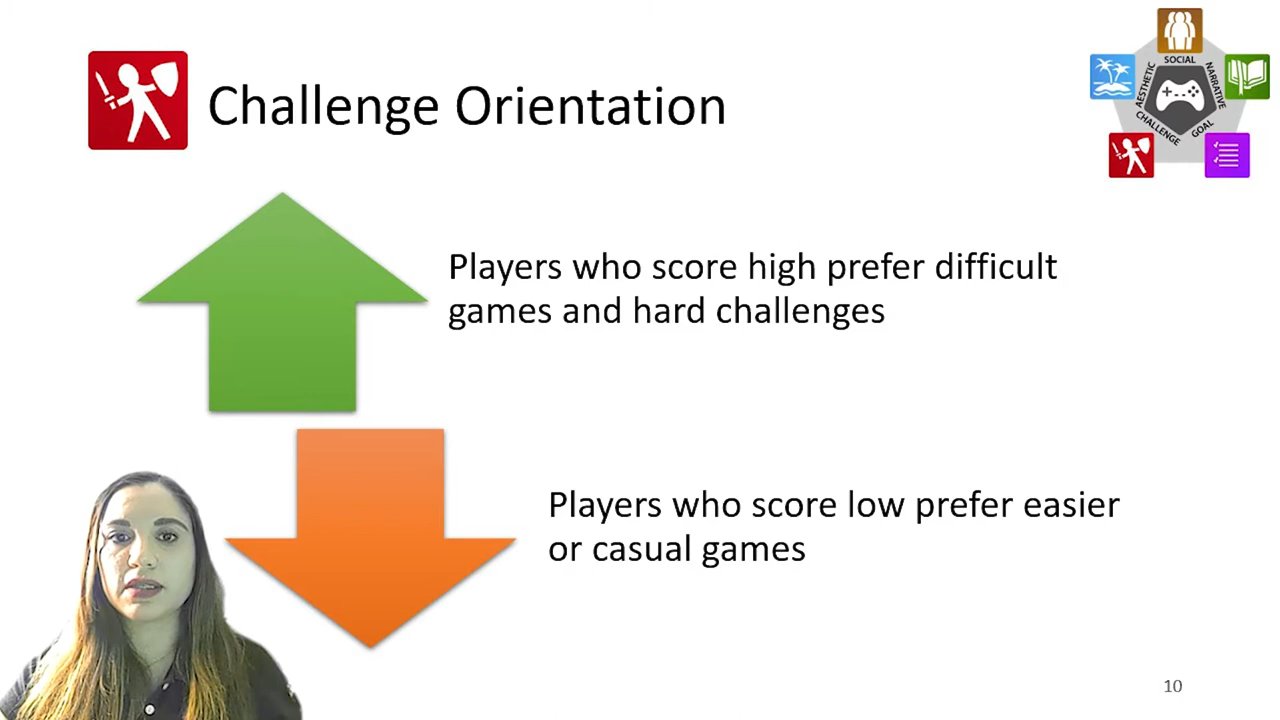 Challenge Orientation
SOCIAL
AESTHETIC
NARRATIVE
CHALLENGE
GOAL
Players who score high prefer difficult
games and hard challenges
Players who score low prefer easier
or casual games
10